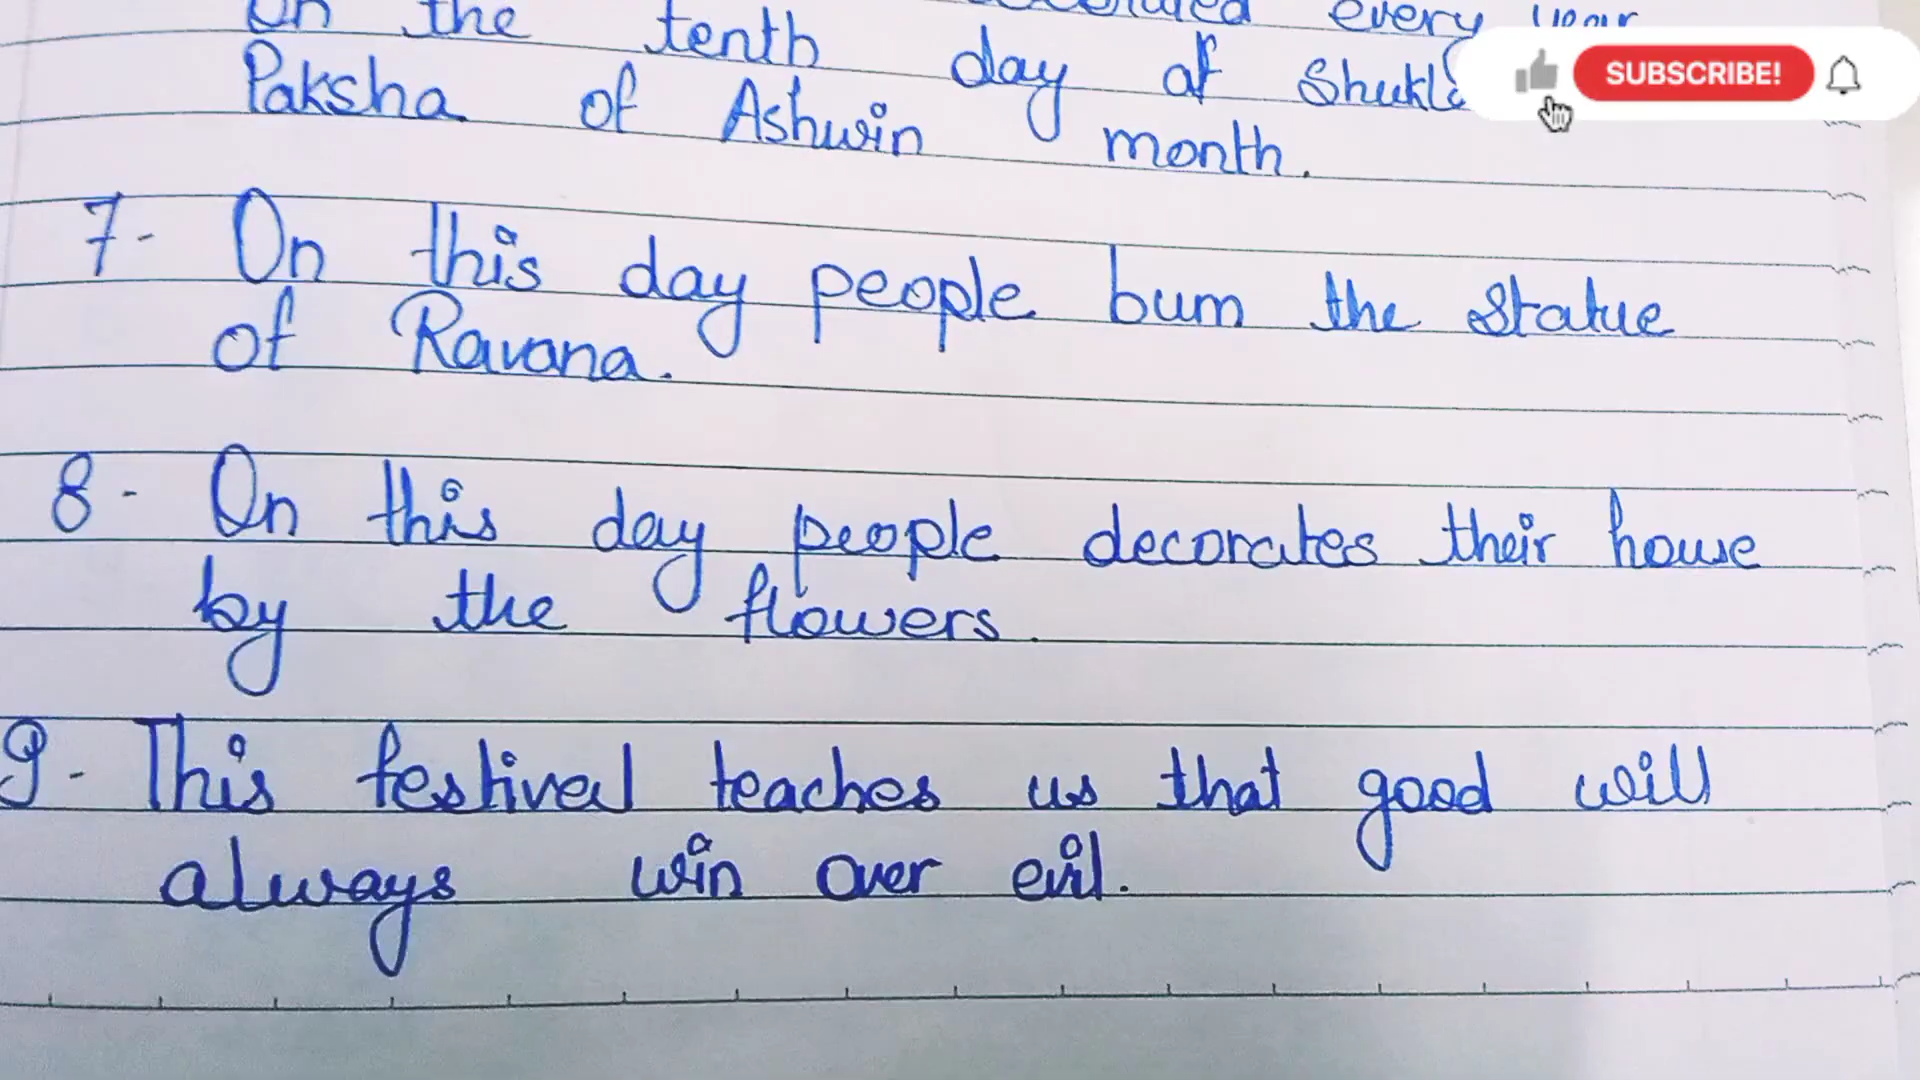 every year
On the tenth day of
SUBSCRIBE!
Paksha of Ashwin month.
7- On this day people burn the statue
of Ravana.
8- On this day people decorates their house
by the flowers.
9- This festival teaches us that good will
always win over evil.